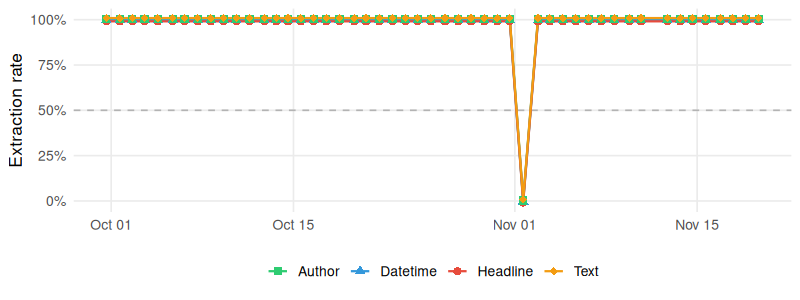 Extraction rate
100%
75%
50%
25%
0%
Oct 01 Oct 15 Nov 01 Nov 15
Author Datetime Headline Text